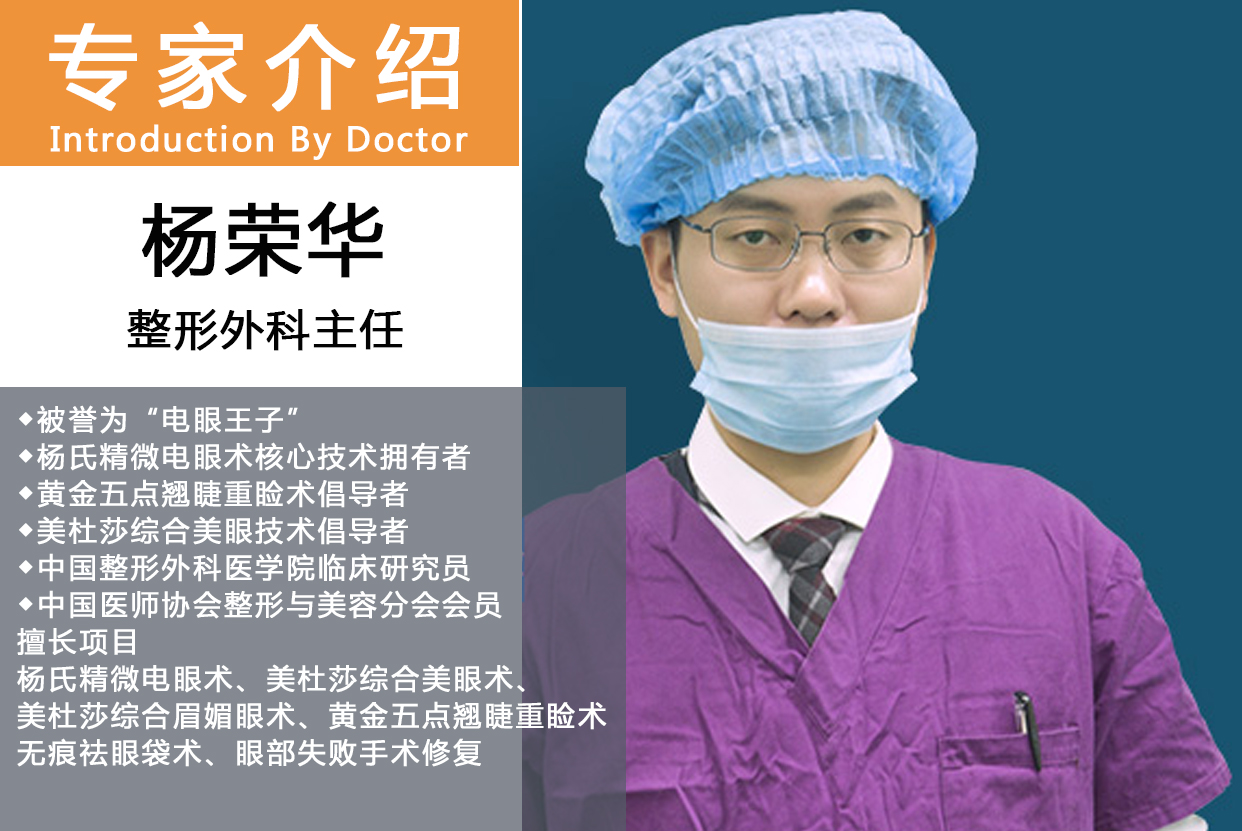 专家介绍
Introduction By Doctor
杨荣华
整形外科主任
◆被誉为“电眼王子”
◆杨氏精微电眼术核心技术拥有者
◆黄金五点翘睫重睑术倡导者
◆美杜莎综合美眼技术倡导者
◆中国整形外科医学院临床研究员
◆中国医师协会整形与美容分会会员
擅长项目
杨氏精微电眼术、美杜莎综合美眼术、
美杜莎综合眉媚眼术、黄金五点翘睫重睑术
无痕祛眼袋术、眼部失败手术修复